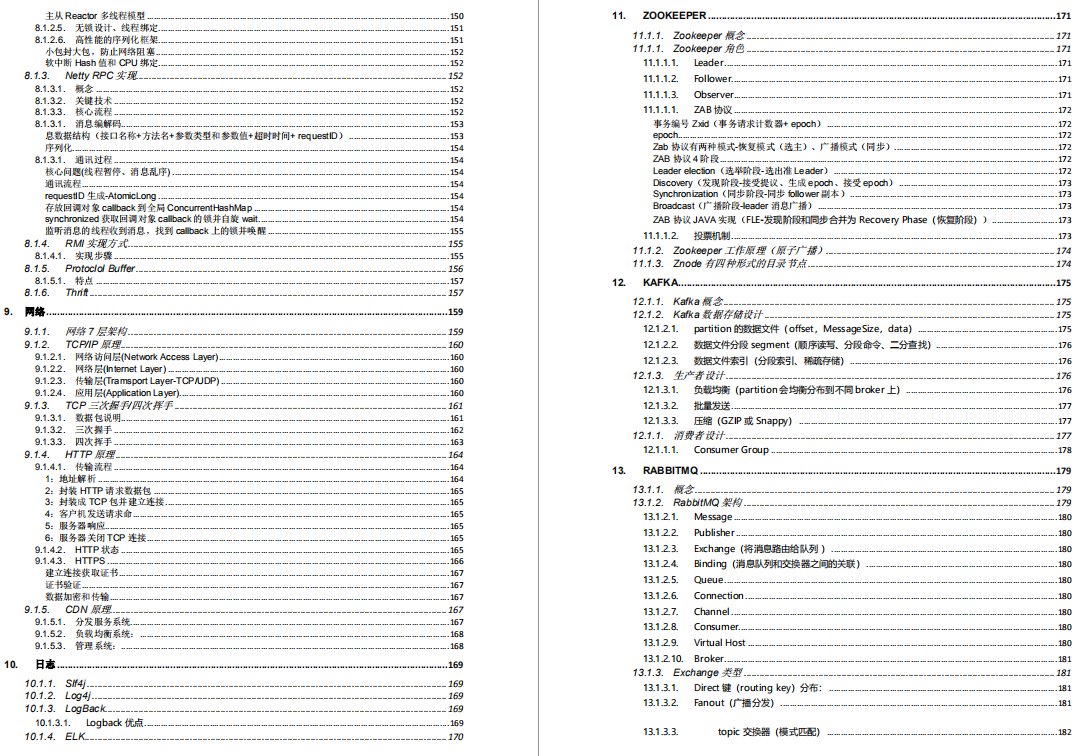 主从 Reactor 多线程模型 150
8.1.2.5. 无锁设计、线程绑定 151
8.1.2.6. 高性能的序列化框架 151
小包封大包，防止网络阻塞 152
软中断 Hash 值和 CPU 绑定 152
8.1.3. Netty RPC 实现 152
8.1.3.1. 概念 152
8.1.3.2. 关键技术 152
8.1.3.3. 核心流程 152
8.1.3.1. 消息编解码 153
息数据结构（接口名称+方法名+参数类型和参数值+超时时间+ requestID） 153
序列化 154
8.1.3.1. 通讯过程 154
核心问题(线程暂停、消息乱序) 154
通讯流程 154
requestID 生成-AtomicLong 154
存放回调对象 callback 到全局 ConcurrentHashMap 154
synchronized 获取回调对象 callback 的锁并自旋 wait 154
监听消息的线程收到消息，找到 callback 上的锁并唤醒 155
8.1.4. RMI 实现方式 155
8.1.4.1. 实现步骤 155
8.1.5. Protoclol Buffer 156
8.1.5.1. 特点 157
8.1.6. Thrift 157
9. 网络 159
9.1.1. 网络 7 层架构 159
9.1.2. TCP/IP 原理 160
9.1.2.1. 网络访问层(Network Access Layer) 160
9.1.2.2. 网络层(Internet Layer) 160
9.1.2.3. 传输层(Transport Layer-TCP/UDP) 160
9.1.2.4. 应用层(Application Layer) 160
9.1.3. TCP 三次握手/四次挥手 161
9.1.3.1. 数据包说明 161
9.1.3.2. 三次握手 162
9.1.3.3. 四次挥手 163
9.1.4. HTTP 原理 164
9.1.4.1. 传输流程 164
1：地址解析 164
2：封装 HTTP 请求数据包 165
3：封装成 TCP 包并建立连接 165
4：客户机发送请求命 165
5：服务器响应 165
6：服务器关闭 TCP 连接 165
9.1.4.2. HTTP 状态 165
9.1.4.3. HTTPS 166
建立连接获取证书 167
证书验证 167
数据加密和传输 167
9.1.5. CDN 原理 167
9.1.5.1. 分发服务系统 167
9.1.5.2. 负载均衡系统： 168
9.1.5.3. 管理系统： 168
10. 日志 169
10.1.1. Slf4j 169
10.1.2. Log4j 169
10.1.3. LogBack 169
10.1.3.1. Logback 优点 169
10.1.4. ELK 170
11. ZOOKEEPER 171
11.1.1. Zookeeper 概念 171
11.1.1. Zookeeper 角色 171
11.1.1.1. Leader 171
11.1.1.2. Follower 171
11.1.1.3. Observer 171
11.1.1.1. ZAB 协议 172
事务编号 Zxid（事务请求计数器+ epoch） 172
epoch 172
Zab 协议有两种模式-恢复模式（选主）、广播模式（同步） 172
ZAB 协议 4 阶段 172
Leader election（选举阶段-选出准 Leader） 172
Discovery（发现阶段-接受提议、生成 epoch、接受 epoch） 173
Synchronization（同步阶段-同步 follower 副本） 173
Broadcast（广播阶段-leader 消息广播） 173
ZAB 协议 JAVA 实现（FLE-发现阶段和同步合并为 Recovery Phase（恢复阶段）） 173
11.1.1.2. 投票机制 173
11.1.2. Zookeeper 工作原理（原子广播） 174
11.1.3. Znode 有四种形式的目录节点 174
12. KAFKA 175
12.1.1. Kafka 概念 175
12.1.2. Kafka 数据存储设计 175
12.1.2.1. partition 的数据文件（offset，MessageSize，data） 175
12.1.2.2. 数据文件分段 segment（顺序读写、分段命令、二分查找） 176
12.1.2.3. 数据文件索引（分段索引、稀疏存储） 176
12.1.3. 生产者设计 176
12.1.3.1. 负载均衡（partition 会均衡分布到不同 broker 上） 176
12.1.3.2. 批量发送 177
12.1.3.3. 压缩（GZIP 或 Snappy） 177
12.1.1. 消费者设计 177
12.1.1.1. Consumer Group 178
13. RABBITMQ 179
13.1.1. 概念 179
13.1.2. RabbitMQ 架构 179
13.1.2.1. Message 180
13.1.2.2. Publisher 180
13.1.2.3. Exchange（将消息路由给队列 ） 180
13.1.2.4. Binding（消息队列和交换器之间的关联） 180
13.1.2.5. Queue 180
13.1.2.6. Connection 180
13.1.2.7. Channel 180
13.1.2.8. Consumer 180
13.1.2.9. Virtual Host 180
13.1.2.10. Broker 181
13.1.3. Exchange 类型 181
13.1.3.1. Direct 键（routing key）分布： 181
13.1.3.2. Fanout（广播分发） 181
13.1.3.3. topic 交换器（模式匹配） 182